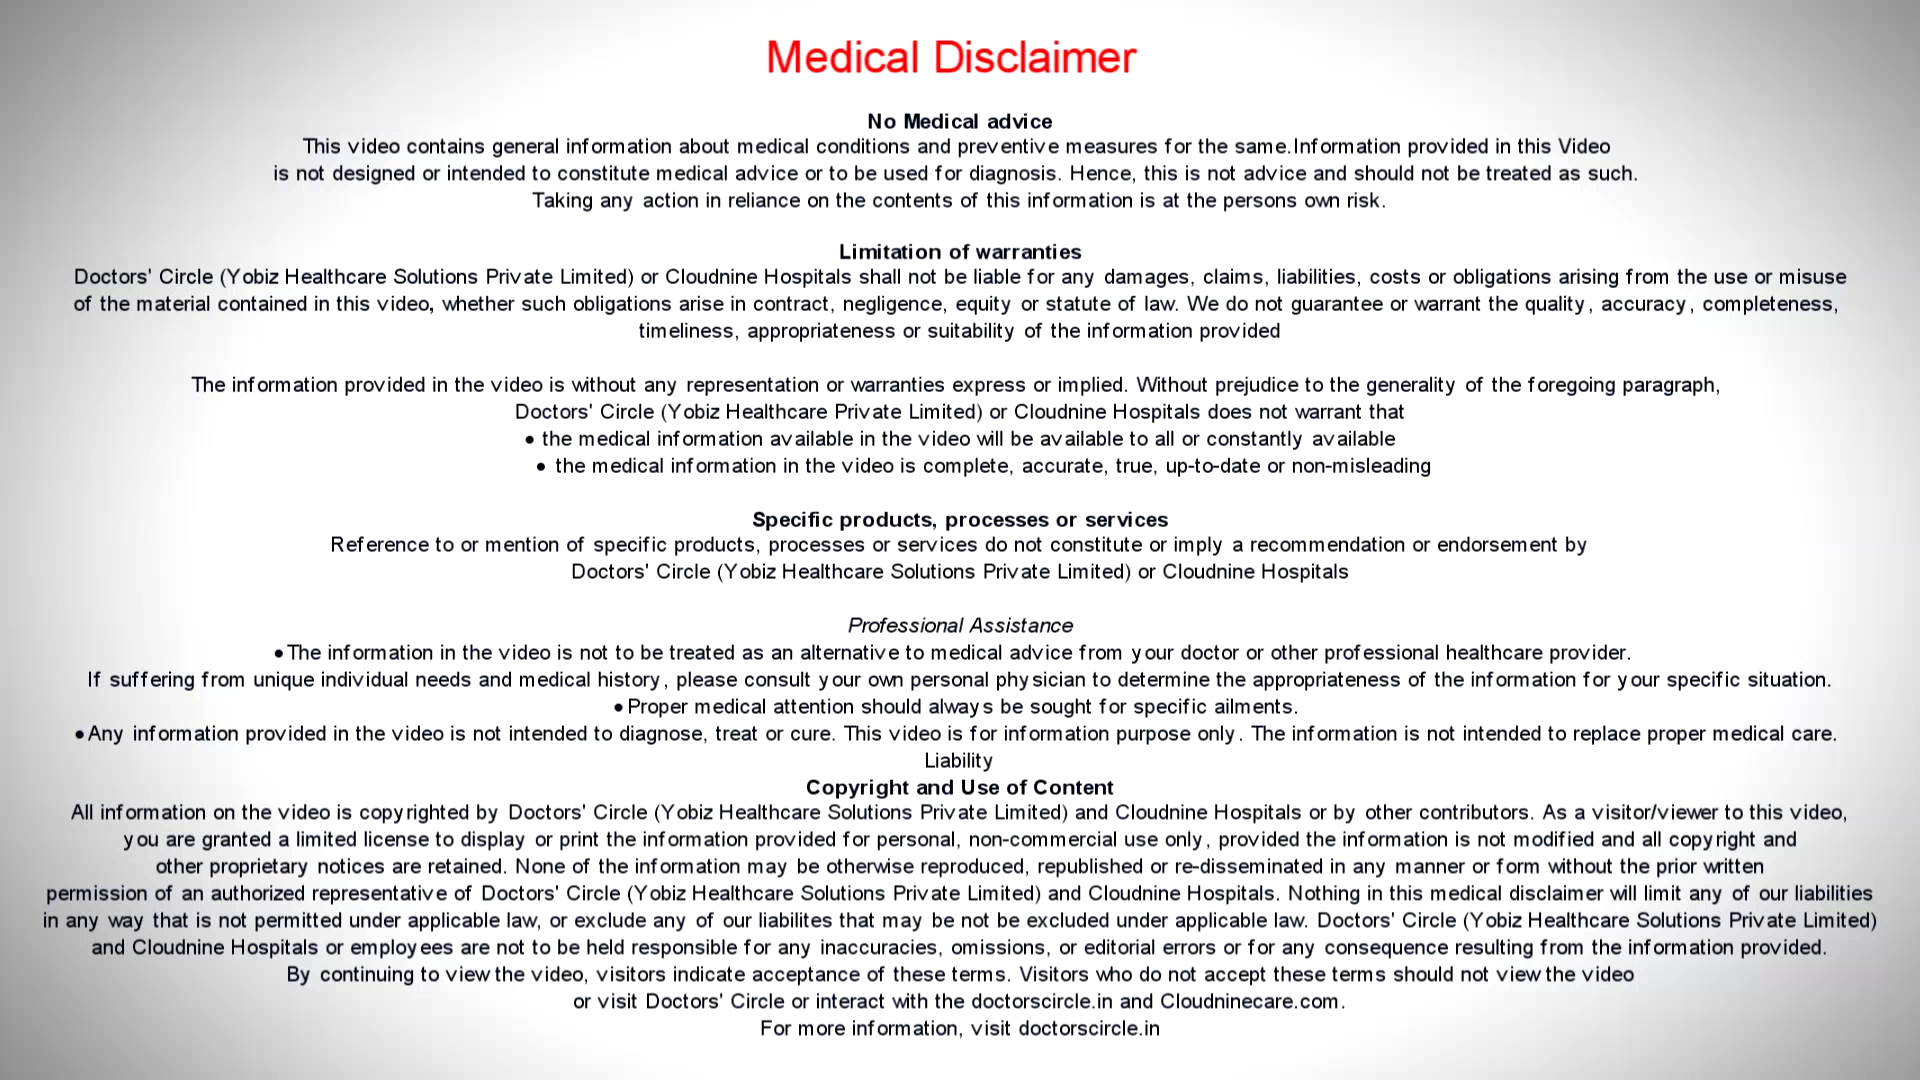 Medical Disclaimer
No Medical advice
This video contains general information about medical conditions and preventive measures for the same.Information provided in this Video
is not designed or intended to constitute medical advice or to be used for diagnosis. Hence, this is not advice and should not be treated as such.
Taking any action in reliance on the contents of this information is at the persons own risk.
Limitation of warranties
Doctors' Circle (Yobiz Healthcare Solutions Private Limited) or Cloudnine Hospitals shall not be liable for any damages, claims, liabilities, costs or obligations arising from the use or misuse
of the material contained in this video, whether such obligations arise in contract, negligence, equity or statute of law. We do not guarantee or warrant the quality, accuracy, completeness,
timeliness, appropriateness or suitability of the information provided
The information provided in the video is without any representation or warranties express or implied. Without prejudice to the generality of the foregoing paragraph,
Doctors' Circle (Yobiz Healthcare Private Limited) or Cloudnine Hospitals does not warrant that
• the medical information available in the video will be available to all or constantly available
• the medical information in the video is complete, accurate, true, up-to-date or non-misleading
Specific products, processes or services
Reference to or mention of specific products, processes or services do not constitute or imply a recommendation or endorsement by
Doctors' Circle (Yobiz Healthcare Solutions Private Limited) or Cloudnine Hospitals
Professional Assistance
•The information in the video is not to be treated as an alternative to medical advice from your doctor or other professional healthcare provider.
If suffering from unique individual needs and medical history, please consult your own personal physician to determine the appropriateness of the information for your specific situation.
•Proper medical attention should always be sought for specific ailments.
•Any information provided in the video is not intended to diagnose, treat or cure. This video is for information purpose only. The information is not intended to replace proper medical care.
Liability
Copyright and Use of Content
All information on the video is copyrighted by Doctors' Circle (Yobiz Healthcare Solutions Private Limited) and Cloudnine Hospitals or by other contributors. As a visitor/viewer to this video,
you are granted a limited license to display or print the information provided for personal, non-commercial use only, provided the information is not modified and all copyright and
other proprietary notices are retained. None of the information may be otherwise reproduced, republished or re-disseminated in any manner or form without the prior written
permission of an authorized representative of Doctors' Circle (Yobiz Healthcare Solutions Private Limited) and Cloudnine Hospitals. Nothing in this medical disclaimer will limit any of our liabilities
in any way that is not permitted under applicable law, or exclude any of our liabilites that may be not be excluded under applicable law. Doctors' Circle (Yobiz Healthcare Solutions Private Limited)
and Cloudnine Hospitals or employees are not to be held responsible for any inaccuracies, omissions, or editorial errors or for any consequence resulting from the information provided.
By continuing to view the video, visitors indicate acceptance of these terms. Visitors who do not accept these terms should not view the video
or visit Doctors' Circle or interact with the doctorscircle.in and Cloudninecare.com.
For more information, visit doctorscircle.in